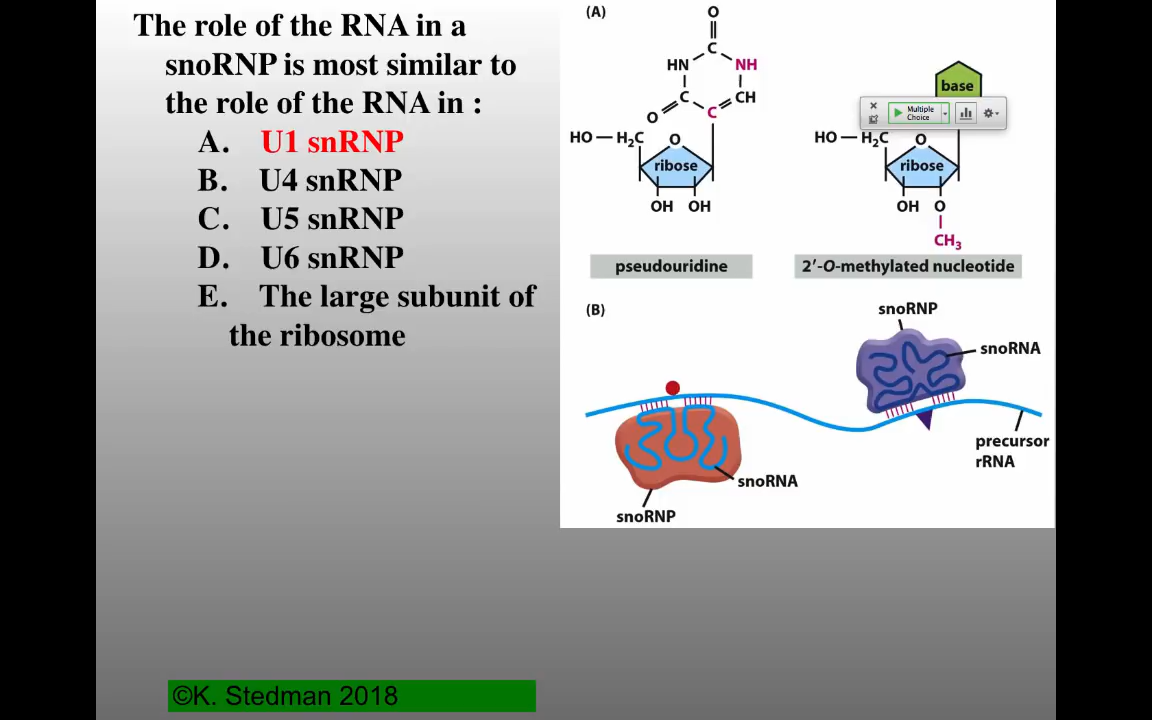 The role of the RNA in a
snoRNP is most similar to
the role of the RNA in :
A. U1 snRNP
B. U4 snRNP
C. U5 snRNP
D. U6 snRNP
E. The large subunit of
the ribosome
(A)
O
C
HN
NH
C
CH
O
C
HO
H₂C
O
ribose
OH OH
pseudouridine
base
Multiple
Choice
HO
H₂C
O
ribose
OH O
CH₃
2′-O-methylated nucleotide
(B)
snoRNP
snoRNA
precursor
rRNA
snoRNA
snoRNP
©K. Stedman 2018